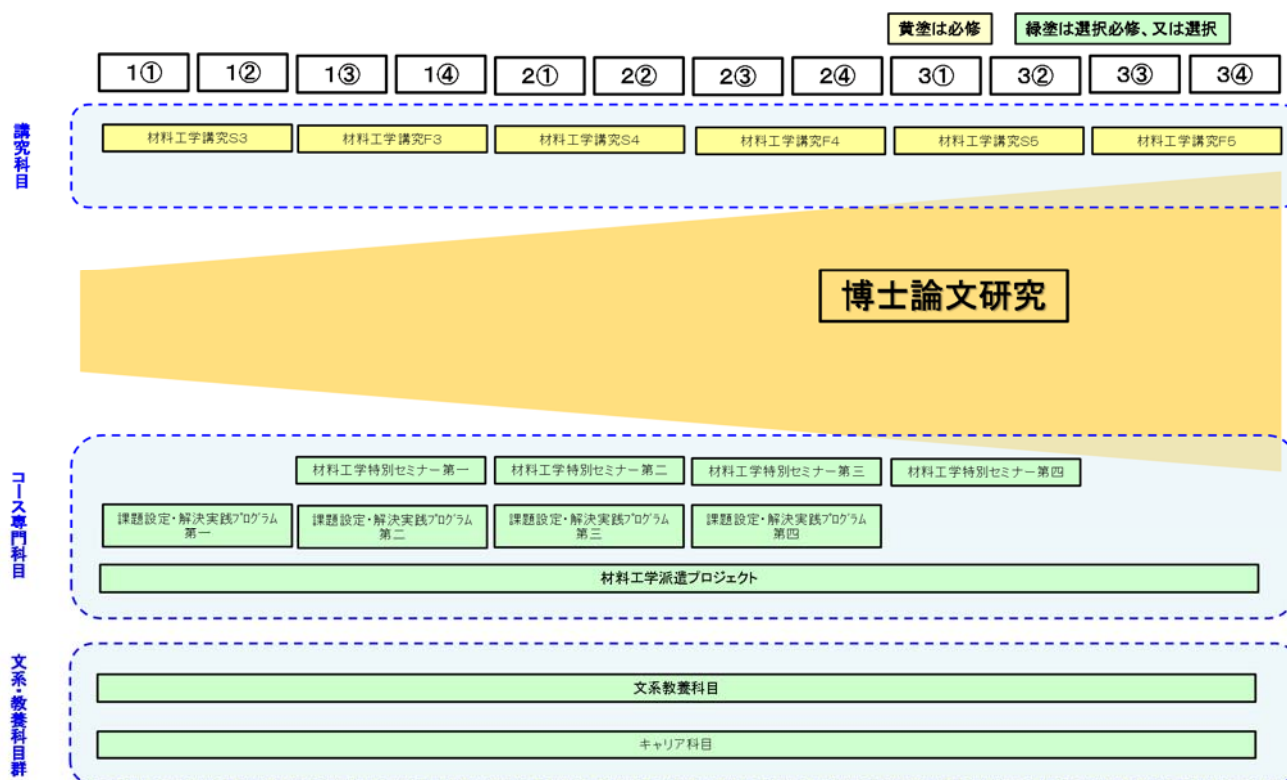 黄塗は必修
緑塗は選択必修、又は選択
1①
1②
1③
1④
2①
2②
2③
2④
3①
3②
3③
3④
講究科目
材料工学講究S3
材料工学講究F3
材料工学講究S4
材料工学講究F4
材料工学講究S5
材料工学講究F5
博士論文研究
コース専門科目
材料工学特別セミナー第一
材料工学特別セミナー第二
材料工学特別セミナー第三
材料工学特別セミナー第四
課題設定・解決実践プログラム
第一
課題設定・解決実践プログラム
第二
課題設定・解決実践プログラム
第三
課題設定・解決実践プログラム
第四
材料工学派遣プロジェクト
文系・教養科目群
文系教養科目
キャリア科目